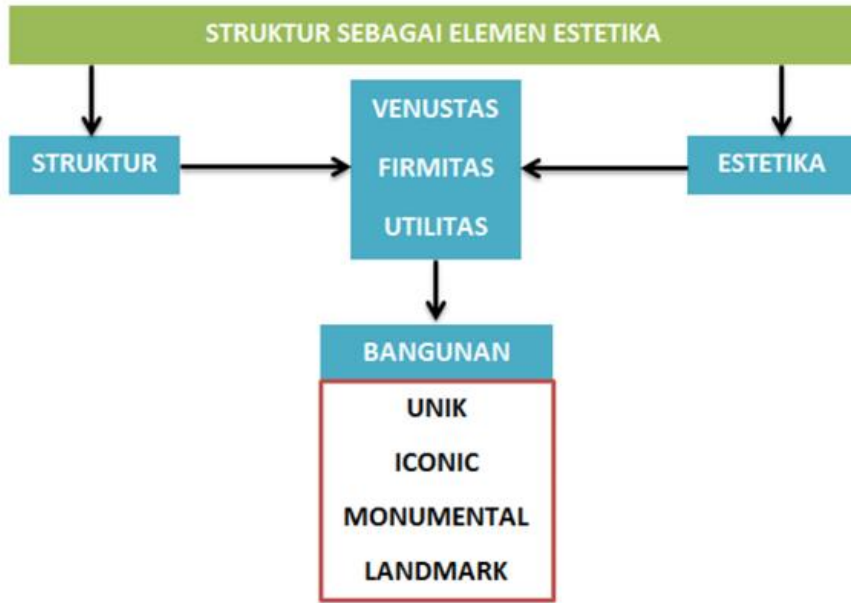 STRUKTUR SEBAGAI ELEMEN ESTETIKA
STRUKTUR
VENUSTAS
FIRMITAS
UTILITAS
ESTETIKA
BANGUNAN
UNIK
ICONIC
MONUMENTAL
LANDMARK